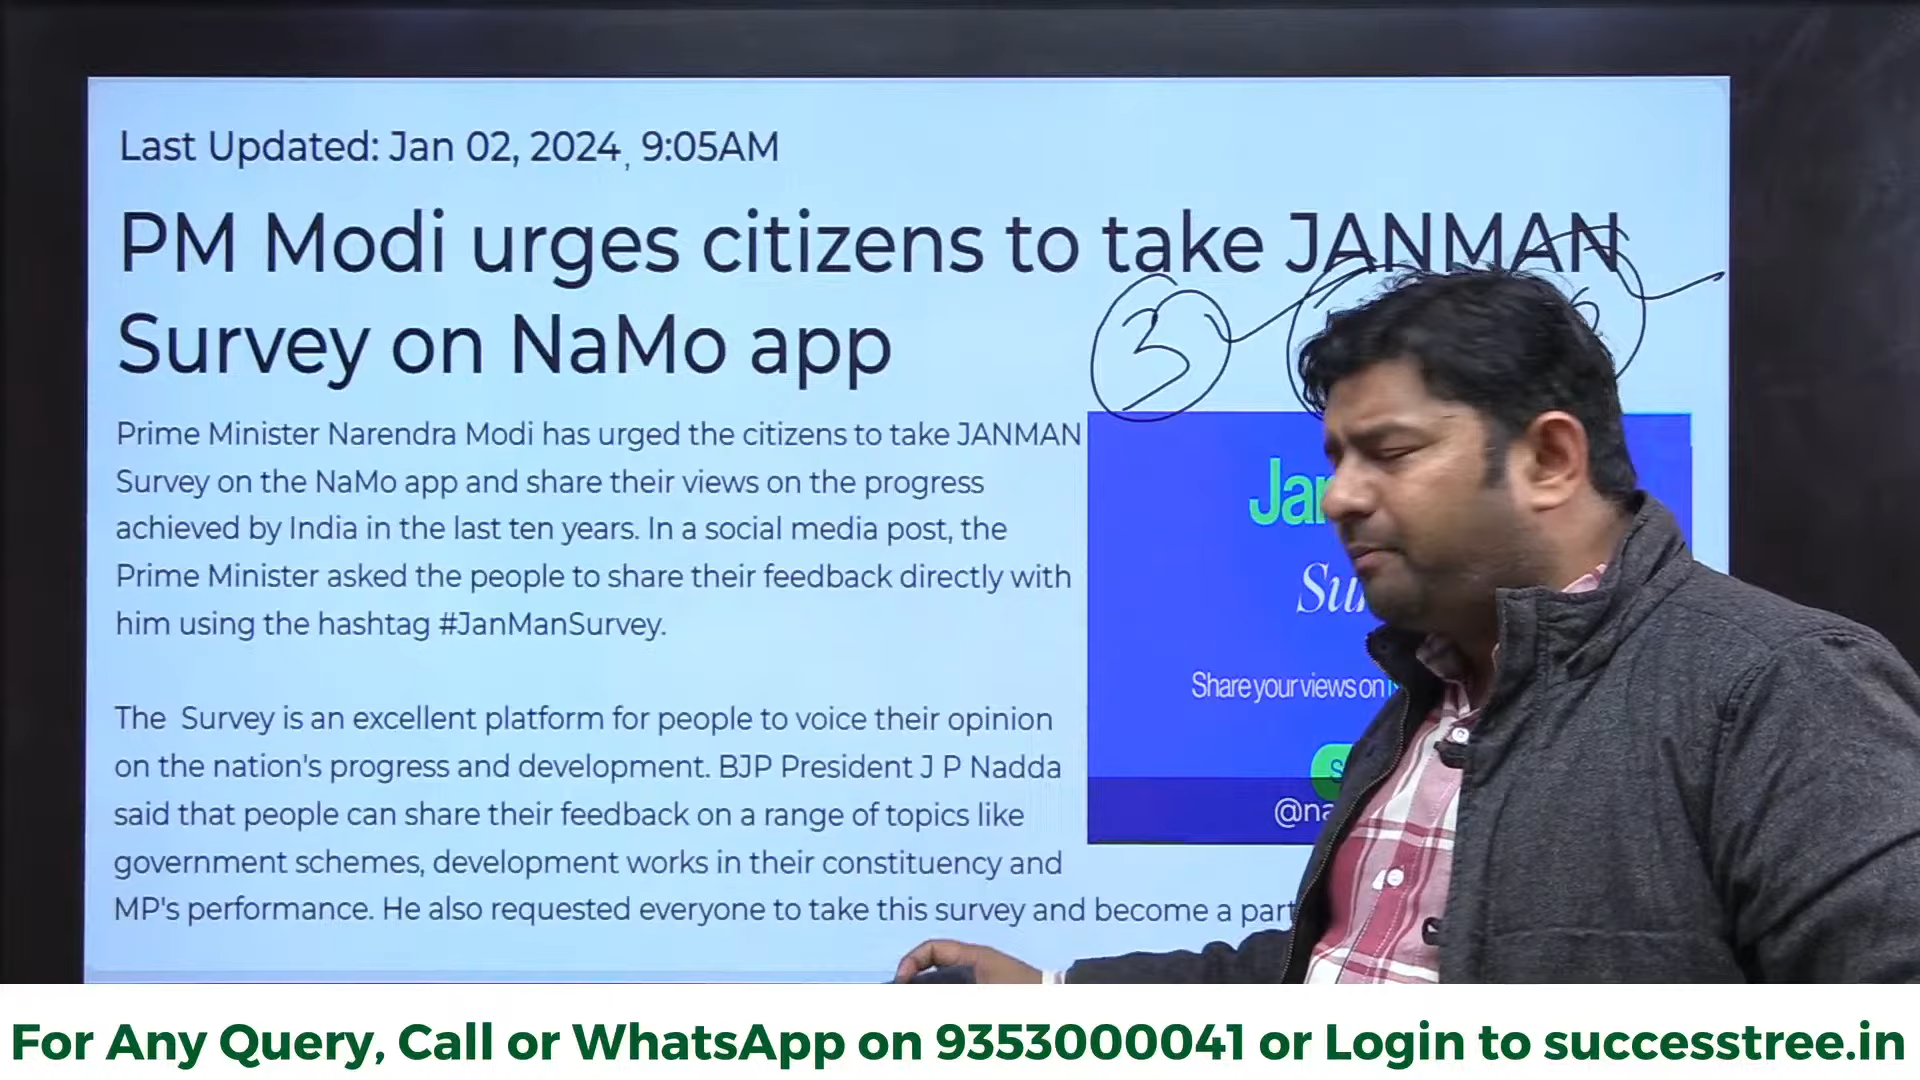 Last Updated: Jan 02, 2024, 9:05AM
PM Modi urges citizens to take JANMAN
Survey on NaMo app
3
Prime Minister Narendra Modi has urged the citizens to take JANMAN
Survey on the NaMo app and share their views on the progress
achieved by India in the last ten years. In a social media post, the
Prime Minister asked the people to share their feedback directly with
him using the hashtag #JanManSurvey.
Share your views on
The Survey is an excellent platform for people to voice their opinion
on the nation's progress and development. BJP President J P Nadda
said that people can share their feedback on a range of topics like
government schemes, development works in their constituency and
MP's performance. He also requested everyone to take this survey and become a part
For Any Query, Call or WhatsApp on 9353000041 or Login to successtree.in